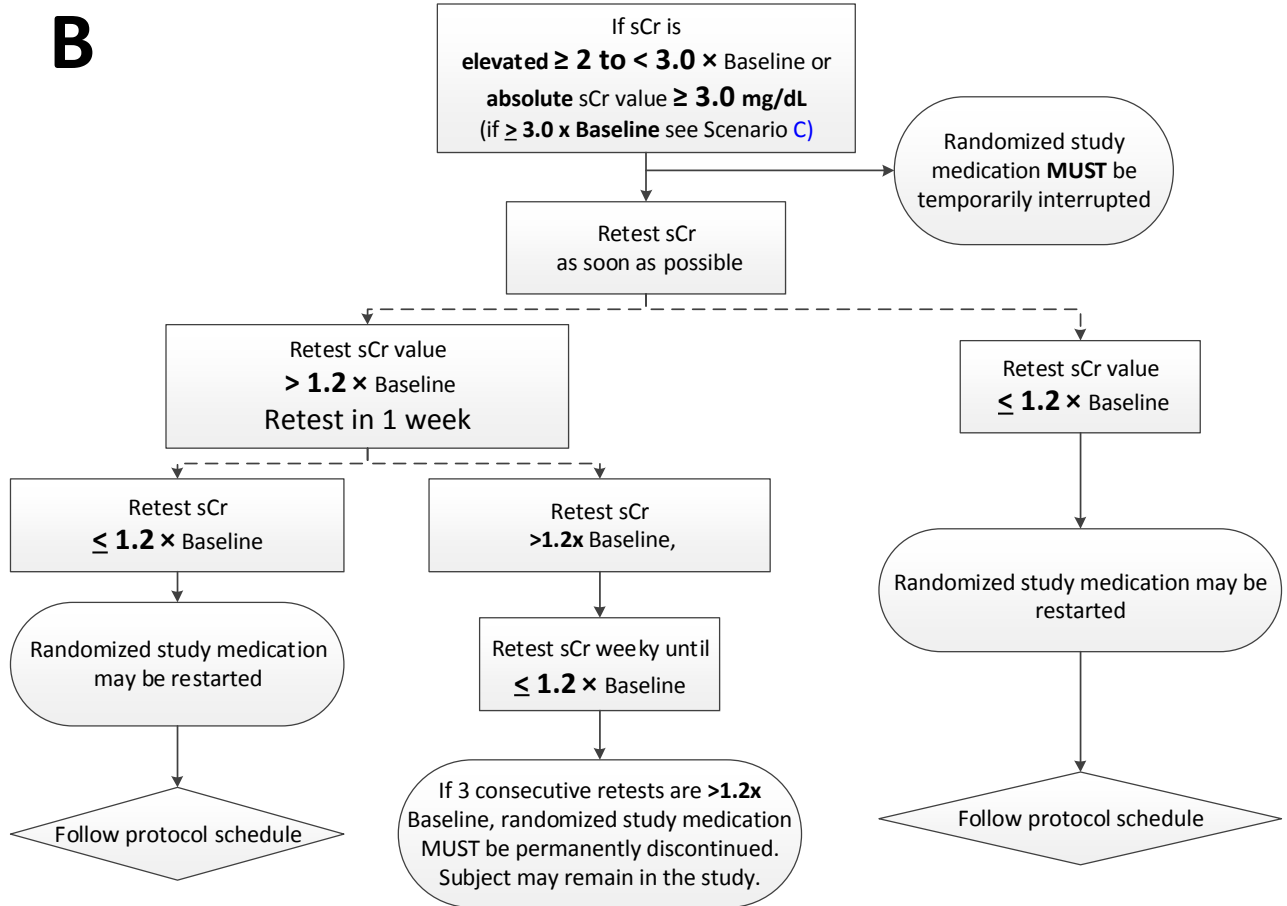 B
If sCr is
elevated ≥ 2 to < 3.0 × Baseline or
absolute sCr value ≥ 3.0 mg/dL
(if ≥ 3.0 x Baseline see Scenario C)
Randomized study
medication MUST be
temporarily interrupted
Retest sCr
as soon as possible
Retest sCr value
> 1.2 × Baseline
Retest in 1 week
Retest sCr value
≤ 1.2 × Baseline
Retest sCr
≤ 1.2 × Baseline
Retest sCr
>1.2x Baseline,
Randomized study medication may be
restarted
Randomized study medication
may be restarted
Retest sCr weeky until
≤ 1.2 × Baseline
If 3 consecutive retests are >1.2x
Baseline, randomized study medication
MUST be permanently discontinued.
Subject may remain in the study.
Follow protocol schedule
Follow protocol schedule